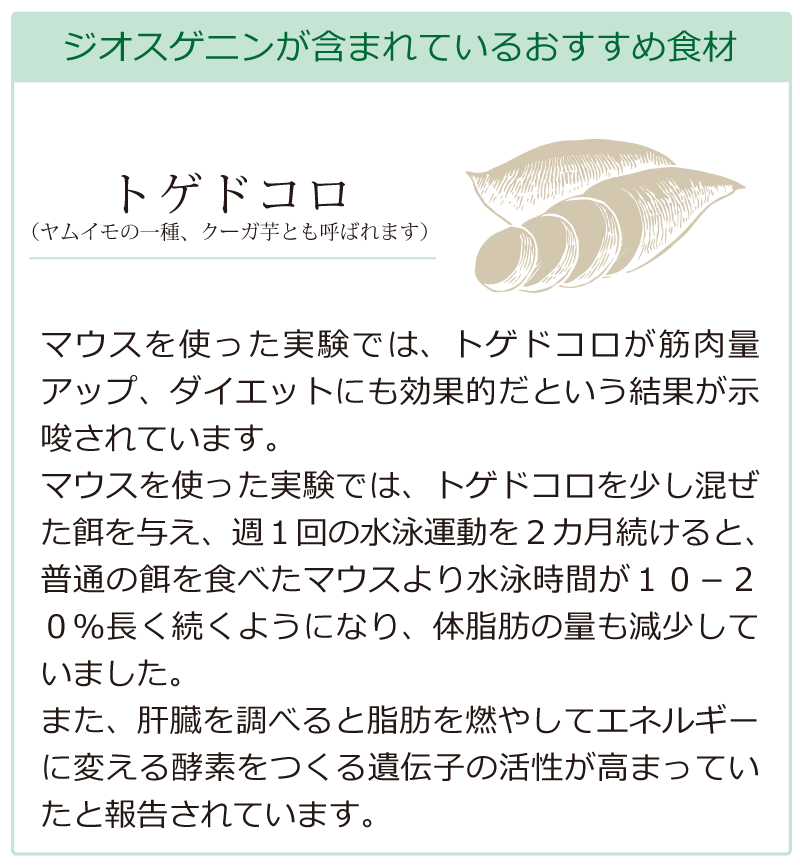 ジオスゲニンが含まれているおすすめ食材
トゲドコロ
（ヤムイモの一種、クーガ芋とも呼ばれます）
マウスを使った実験では、トゲドコロが筋肉量
アップ、ダイエットにも効果的だという結果が示
唆されています。
マウスを使った実験では、トゲドコロを少し混ぜ
た餌を与え、週１回の水泳運動を２カ月続けると、
普通の餌を食べたマウスより水泳時間が１０－２
０％長く続くようになり、体脂肪の量も減少して
いました。
また、肝臓を調べると脂肪を燃やしてエネルギー
に変える酵素をつくる遺伝子の活性が高まってい
たと報告されています。